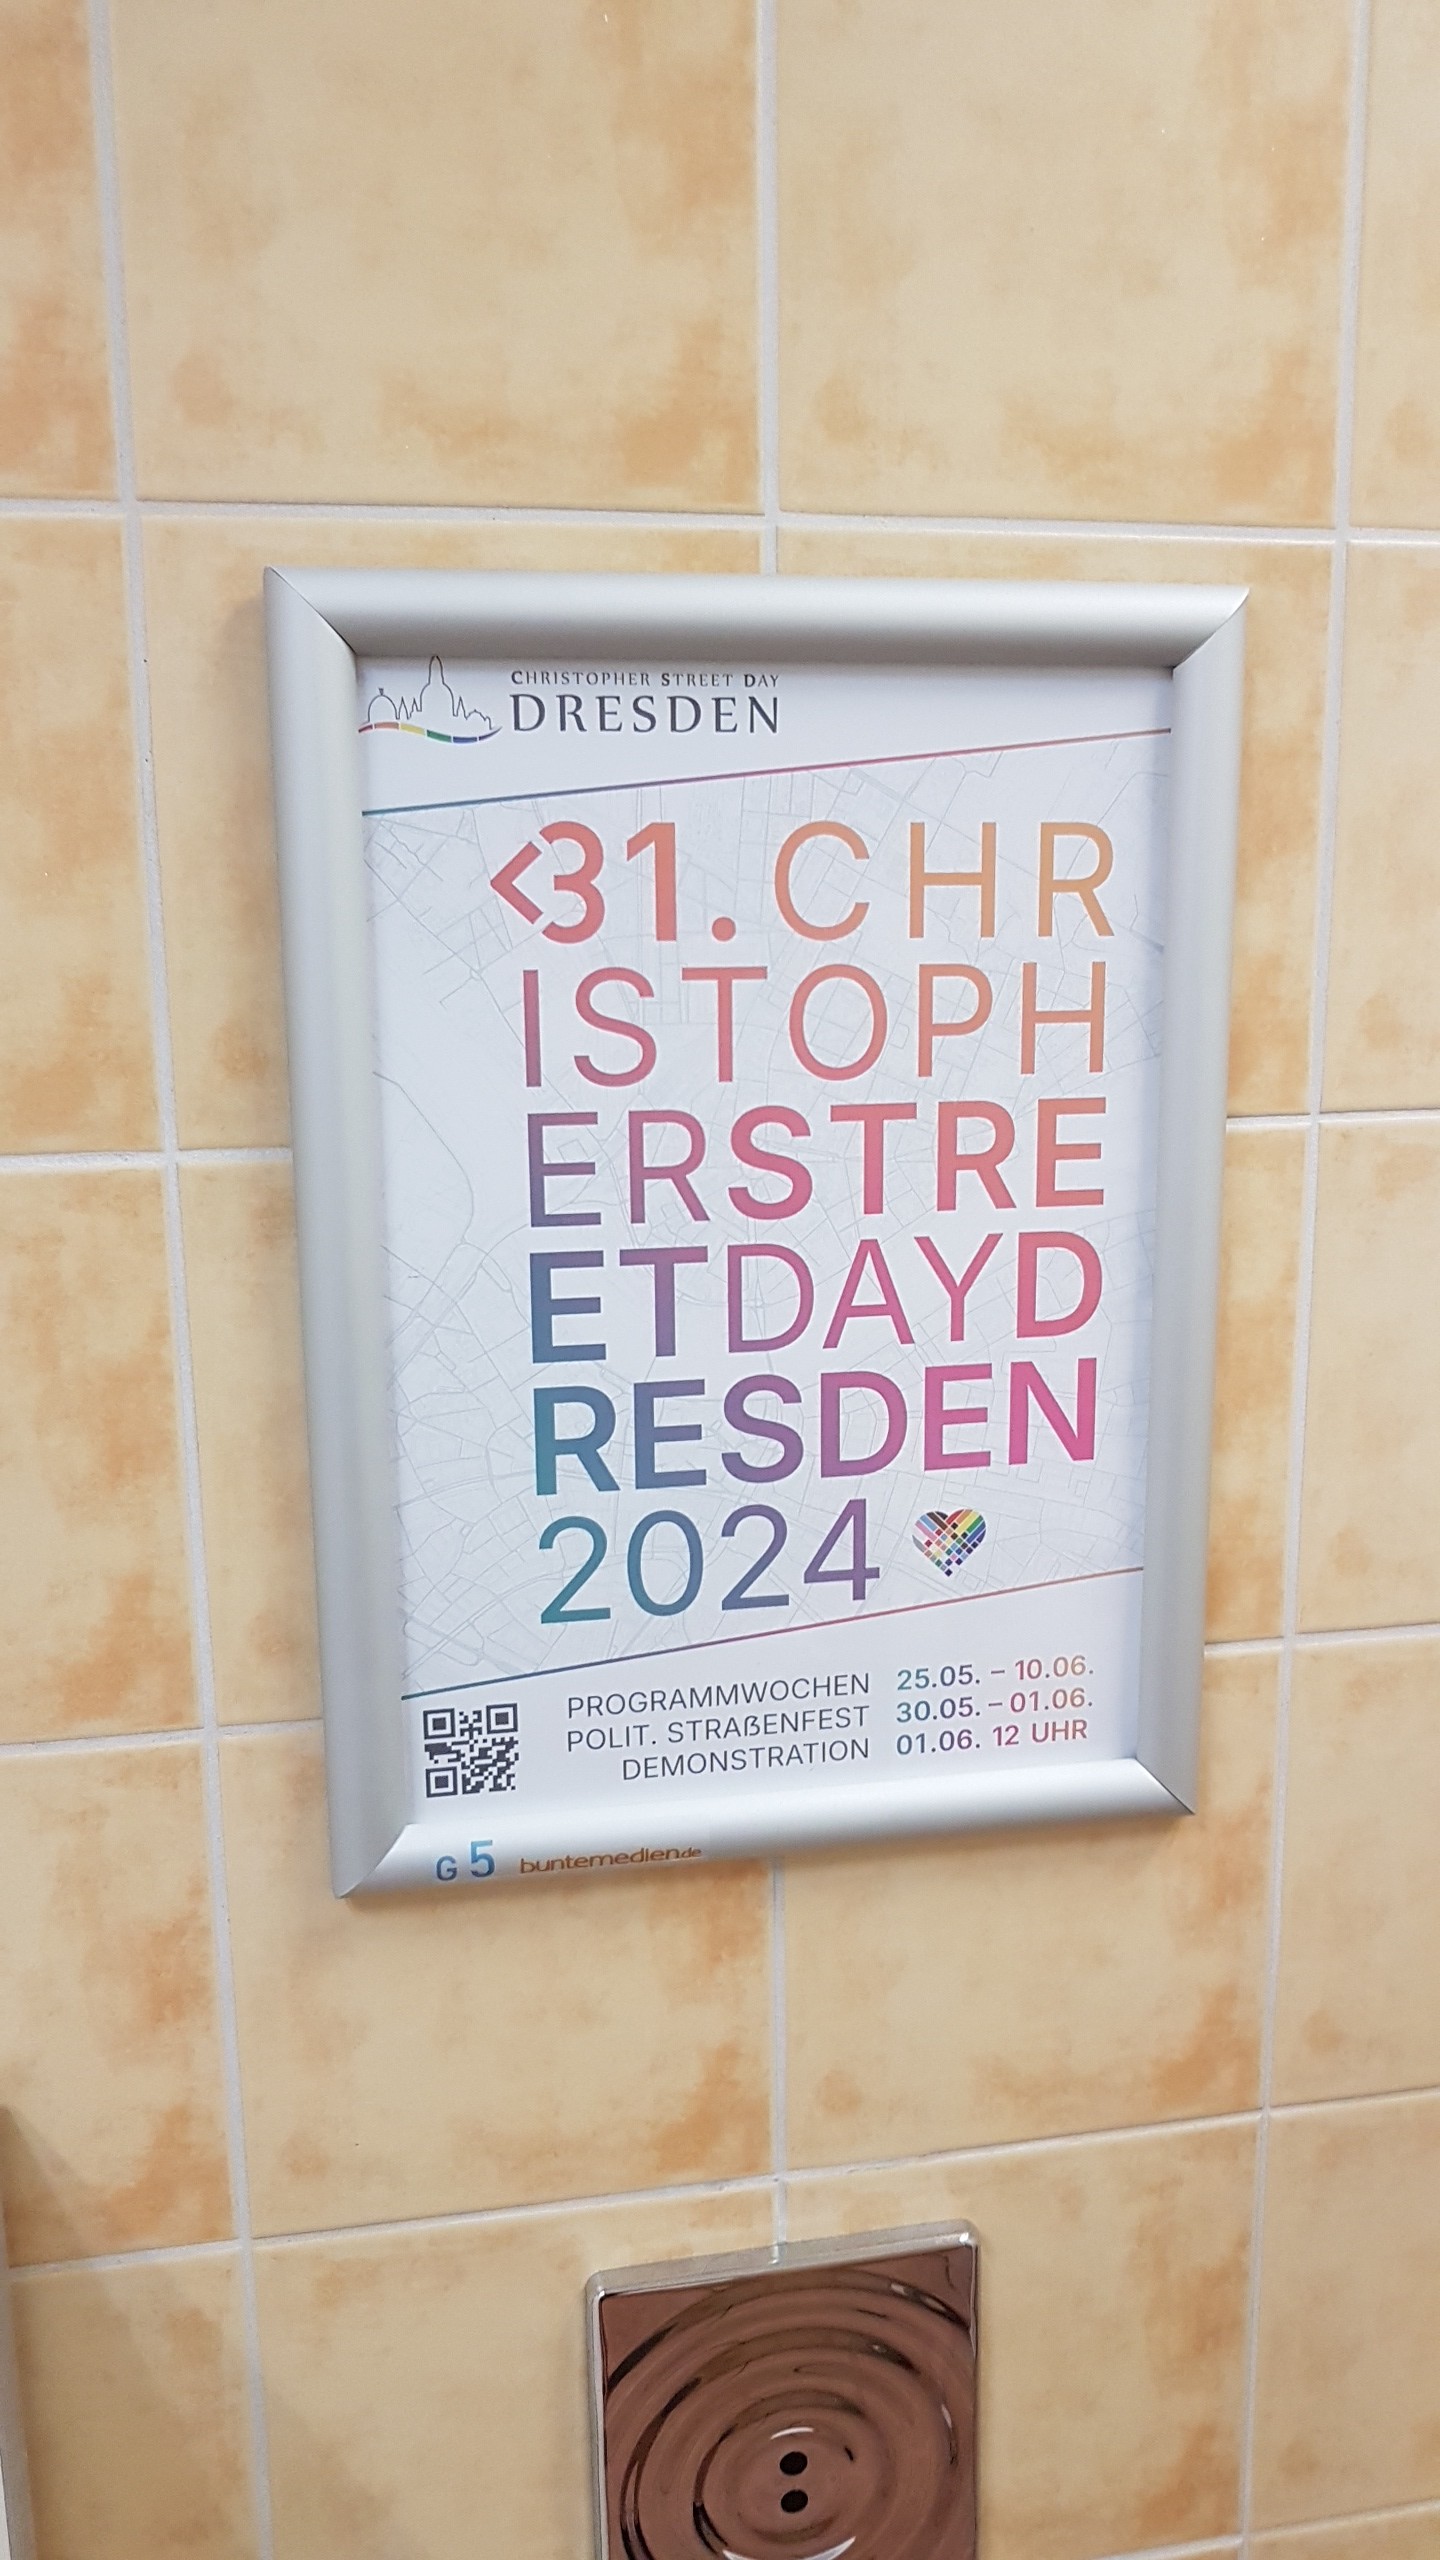 CHRISTOPHER STREET DAY
DRESDEN
<31. CHR
ISTOPH
ERSTRE
ETDAYD
RESDEN
2024
PROGRAMMWOCHEN 25.05. – 10.06.
POLIT. STRAßENFEST 30.05. – 01.06.
DEMONSTRATION 01.06. 12 UHR
G 5 buntemedien.de